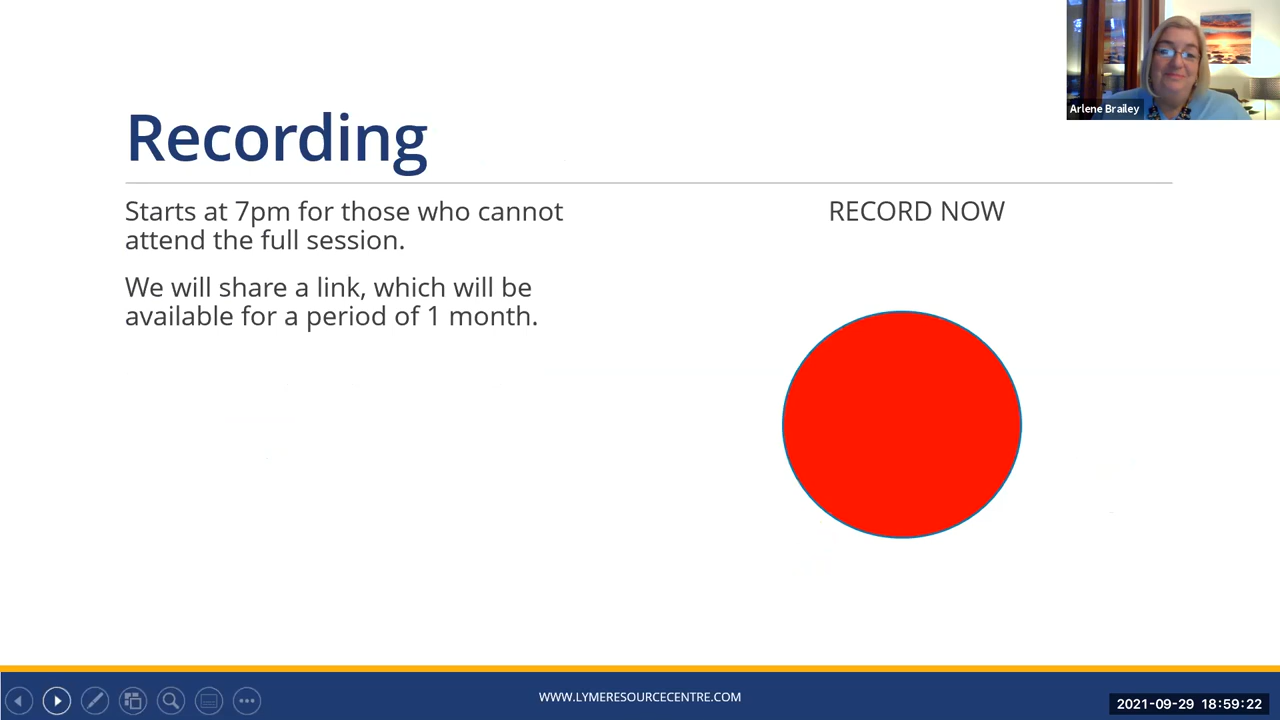 Arlene Brailey
Recording
Starts at 7pm for those who cannot
attend the full session.
We will share a link, which will be
available for a period of 1 month.
RECORD NOW
WWW.LYMERESOURCECENTRE.COM
2021-09-29 18:59:22